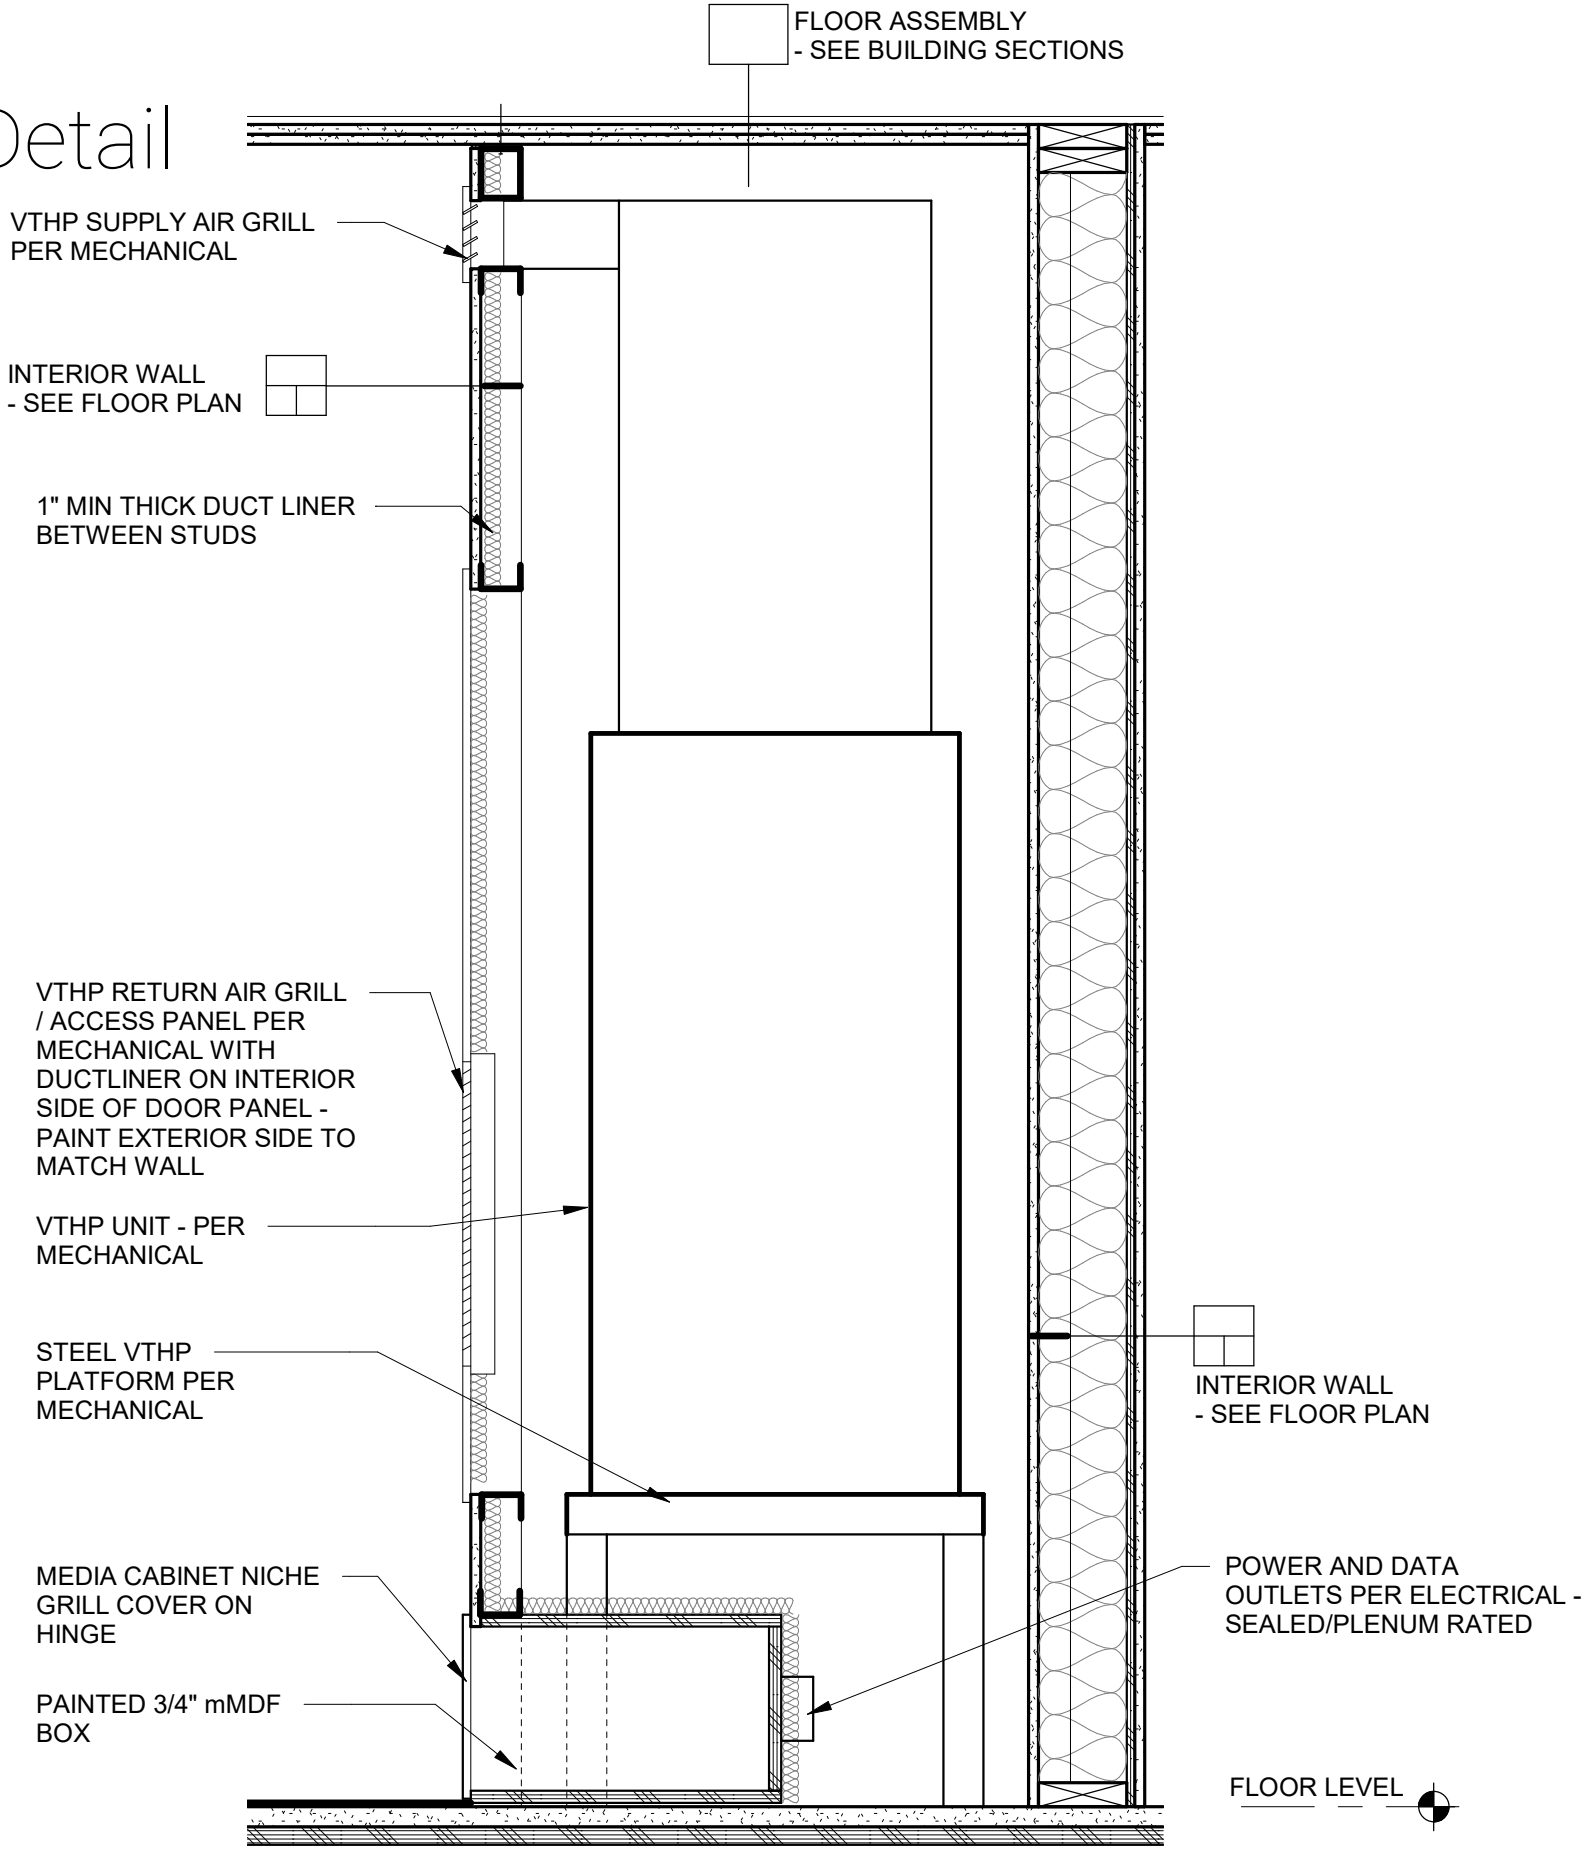 FLOOR ASSEMBLY
- SEE BUILDING SECTIONS
Detail
VTHP SUPPLY AIR GRILL
PER MECHANICAL
INTERIOR WALL
- SEE FLOOR PLAN
1" MIN THICK DUCT LINER
BETWEEN STUDS
VTHP RETURN AIR GRILL
/ ACCESS PANEL PER
MECHANICAL WITH
DUCTLINER ON INTERIOR
SIDE OF DOOR PANEL -
PAINT EXTERIOR SIDE TO
MATCH WALL
VTHP UNIT - PER
MECHANICAL
STEEL VTHP
PLATFORM PER
MECHANICAL
INTERIOR WALL
- SEE FLOOR PLAN
MEDIA CABINET NICHE
GRILL COVER ON
HINGE
POWER AND DATA
OUTLETS PER ELECTRICAL -
SEALED/PLENUM RATED
PAINTED 3/4" mMDF
BOX
FLOOR LEVEL